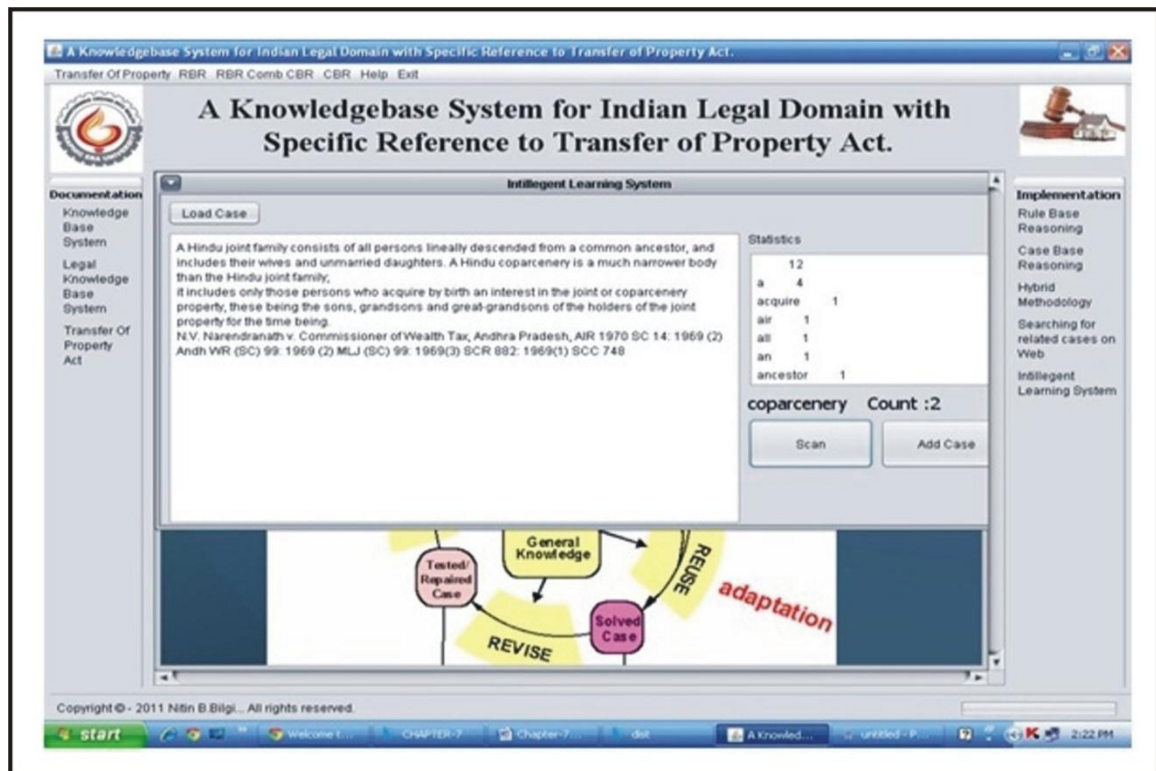 A Knowledgebase System for Indian Legal Domain with Specific Reference to Transfer of Property Act.
Transfer Of Property RBR RBR Comb CBR CBR Help Exit
A Knowledgebase System for Indian Legal Domain with
Specific Reference to Transfer of Property Act.
Documentation
Knowledge
Base
System
Legal
Knowledge
Base
System
Transfer Of
Property
Act
Intillegent Learning System
Load Case
A Hindu joint family consists of all persons lineally descended from a common ancestor, and
includes their wives and unmarried daughters. A Hindu coparcenery is a much narrower body
than the Hindu joint family;
it includes only those persons who acquire by birth an interest in the joint or coparcenery
property, these being the sons, grandsons and great-grandsons of the holders of the joint
property for the time being.
N.V. Narendranath v. Commissioner of Wealth Tax, Andhra Pradesh, AIR 1970 SC 14: 1969 (2)
Andh WR (SC) 99: 1969 (2) MLJ (SC) 99: 1969(3) SCR 882: 1969(1) SCC 748
Statistics
12
a 4
acquire 1
air 1
all 1
an 1
ancestor 1
coparcenery Count :2
Scan Add Case
General
Knowledge
Tested/
Repaired
Case
REUSE
adaptation
Solved
Case
REVISE
Implementation
Rule Base
Reasoning
Case Base
Reasoning
Hybrid
Methodology
Searching for
related cases on
Web
Intillegent
Learning System
Copyright © - 2011 Nitin B.Bilgi... All rights reserved.
start Welcome t... CHAPTER-7 Chapter-7... dist A Knowled... untitled - P... 2:22 PM